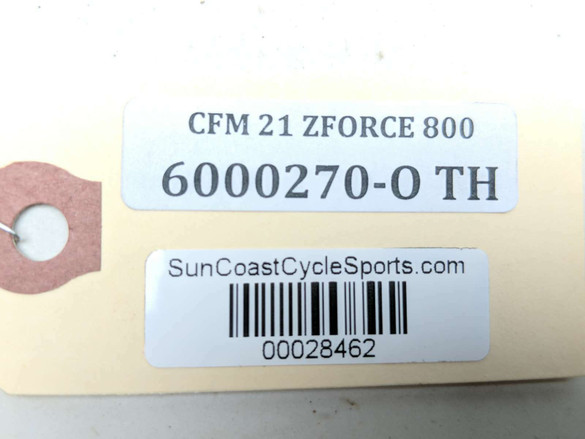 CFM 21 ZFORCE 800
6000270-O TH
SunCoastCycleSports.com
00028462